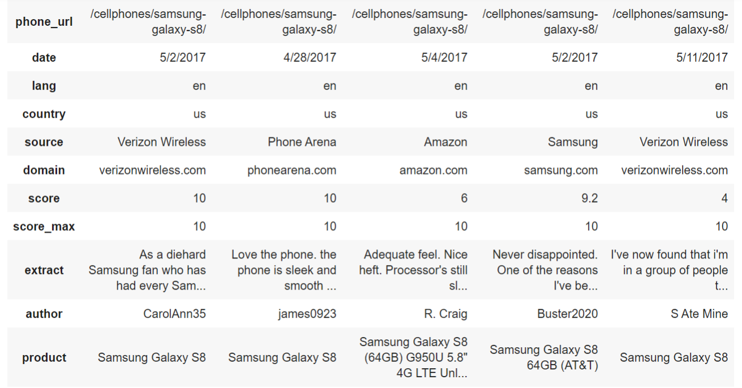 phone_url /cellphones/samsung-galaxy-s8/ /cellphones/samsung-galaxy-s8/ /cellphones/samsung-galaxy-s8/ /cellphones/samsung-galaxy-s8/ /cellphones/samsung-galaxy-s8/
date 5/2/2017 4/28/2017 5/4/2017 5/2/2017 5/11/2017
lang en en en en en
country us us us us us
source Verizon Wireless Phone Arena Amazon Samsung Verizon Wireless
domain verizonwireless.com phonearena.com amazon.com samsung.com verizonwireless.com
score 10 10 6 9.2 4
score_max 10 10 10 10 10
extract As a diehard Samsung fan who has had every Sam... Love the phone. the phone is sleek and smooth ... Adequate feel. Nice heft. Processor's still sl... Never disappointed. One of the reasons I've be... I've now found that i'm in a group of people t...
author CarolAnn35 james0923 R. Craig Buster2020 S Ate Mine
product Samsung Galaxy S8 Samsung Galaxy S8 Samsung Galaxy S8 (64GB) G950U 5.8" 4G LTE Unl... Samsung Galaxy S8 64GB (AT&T) Samsung Galaxy S8